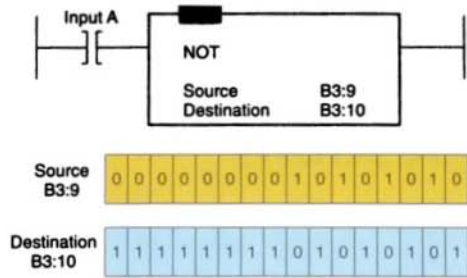 Input A
NOT
Source B3:9
Destination B3:10
Source
B3:9
0 0 0 0 0 0 0 0 1 0 1 0 1 0 1 0
Destination
B3:10
1 1 1 1 1 1 1 1 0 1 0 1 0 1 0 1